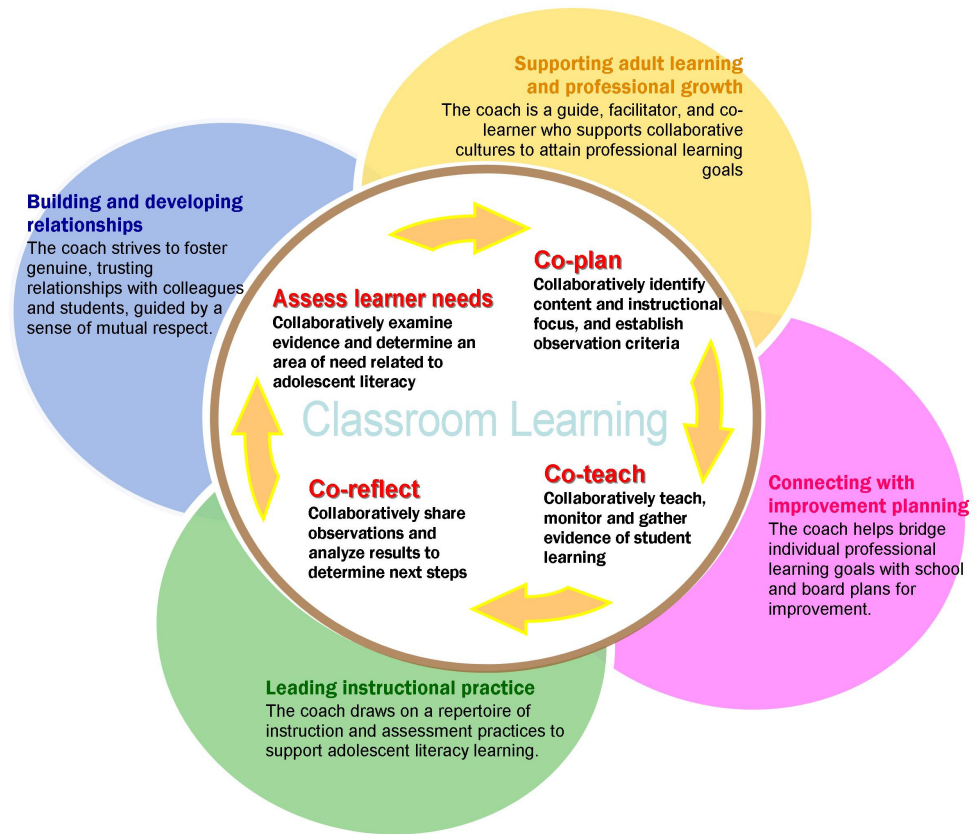 Supporting adult learning
and professional growth
The coach is a guide, facilitator, and co-
learner who supports collaborative
cultures to attain professional learning
goals
Building and developing
relationships
The coach strives to foster
genuine, trusting
relationships with colleagues
and students, guided by a
sense of mutual respect.
Assess learner needs
Collaboratively examine
evidence and determine an
area of need related to
adolescent literacy
Co-plan
Collaboratively identify
content and instructional
focus, and establish
observation criteria
Classroom Learning
Co-reflect
Collaboratively share
observations and
analyze results to
determine next steps
Co-teach
Collaboratively teach,
monitor and gather
evidence of student
learning
Connecting with
improvement planning
The coach helps bridge
individual professional
learning goals with school
and board plans for
improvement.
Leading instructional practice
The coach draws on a repertoire of
instruction and assessment practices to
support adolescent literacy learning.